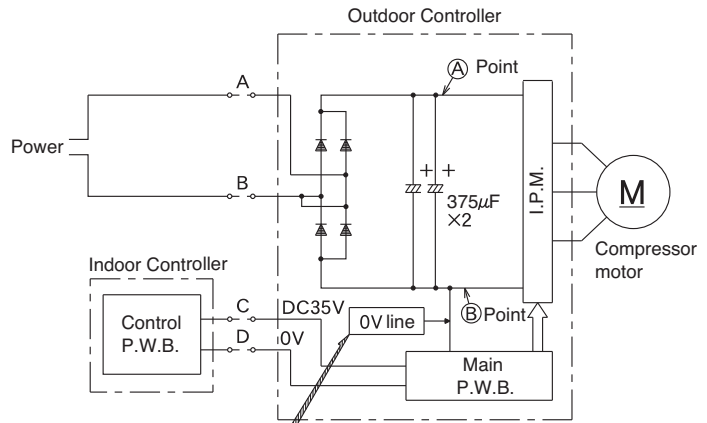 Outdoor Controller
A Point
A
Power
B
+ +
375µF
×2
I.P.M.
M
Compressor
motor
Indoor Controller
Control
P.W.B.
C DC35V
D 0V
0V line
B Point
Main
P.W.B.